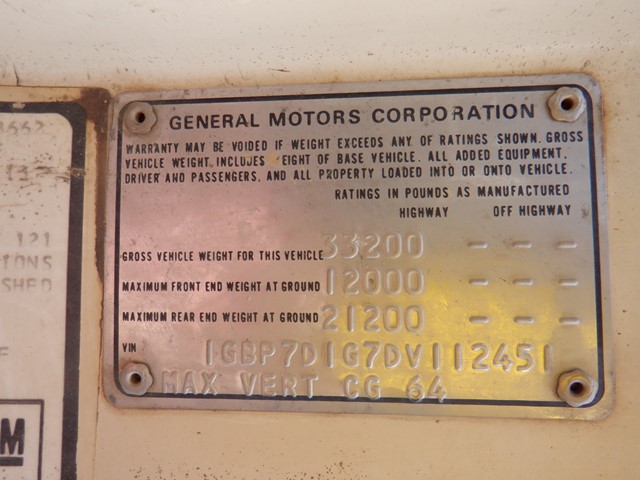 GENERAL MOTORS CORPORATION
WARRANTY MAY BE VOIDED IF WEIGHT EXCEEDS ANY OF RATINGS SHOWN. GROSS
VEHICLE WEIGHT, INCLUDES EIGHT OF BASE VEHICLE. ALL ADDED EQUIPMENT,
DRIVER AND PASSENGERS, AND ALL PROPERTY LOADED INTO OR ONTO VEHICLE.
RATINGS IN POUNDS AS MANUFACTURED
HIGHWAY OFF HIGHWAY
GROSS VEHICLE WEIGHT FOR THIS VEHICLE 33200 - - -
MAXIMUM FRONT END WEIGHT AT GROUND 12000 - - -
MAXIMUM REAR END WEIGHT AT GROUND 21200 - - -
VIN 1GBP7D1G7DV112451
MAX VERT CG 64
121
IONS
SHED
M